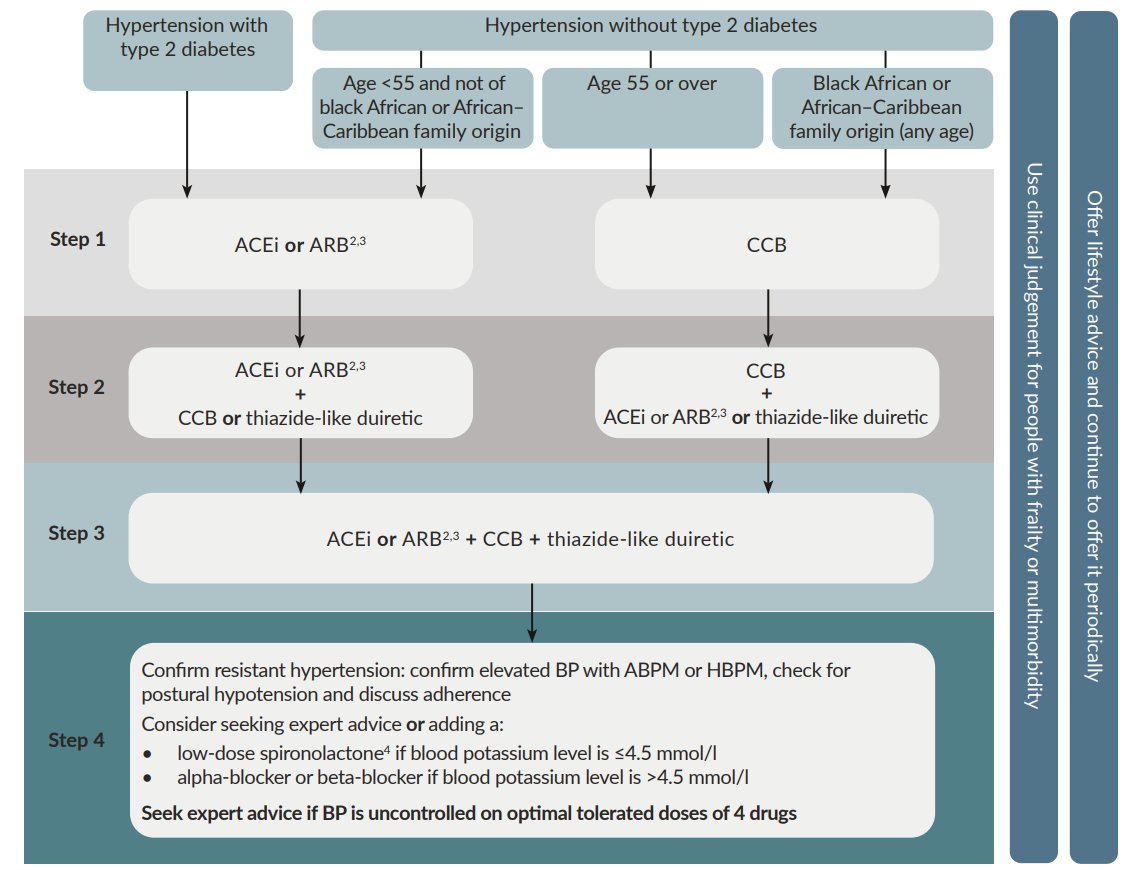 Hypertension with
type 2 diabetes
Hypertension without type 2 diabetes
Age <55 and not of
black African or African–
Caribbean family origin
Age 55 or over
Black African or
African–Caribbean
family origin (any age)
Step 1
ACEi or ARB2,3
CCB
Step 2
ACEi or ARB2,3
+
CCB or thiazide-like duiretic
CCB
+
ACEi or ARB2,3 or thiazide-like duiretic
Step 3
ACEi or ARB2,3 + CCB + thiazide-like duiretic
Step 4
Confirm resistant hypertension: confirm elevated BP with ABPM or HBPM, check for
postural hypotension and discuss adherence
Consider seeking expert advice or adding a:
• low-dose spironolactone4 if blood potassium level is ≤4.5 mmol/l
• alpha-blocker or beta-blocker if blood potassium level is >4.5 mmol/l
Seek expert advice if BP is uncontrolled on optimal tolerated doses of 4 drugs
Use clinical judgement for people with frailty or multimorbidity
Offer lifestyle advice and continue to offer it periodically